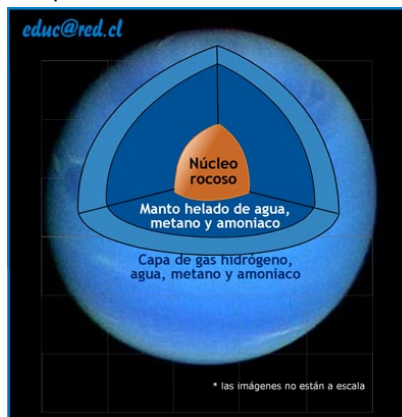 educ@red.cl
Núcleo
rocoso
Manto helado de agua,
metano y amoniaco
Capa de gas hidrógeno,
agua, metano y amoniaco
* las imágenes no están a escala